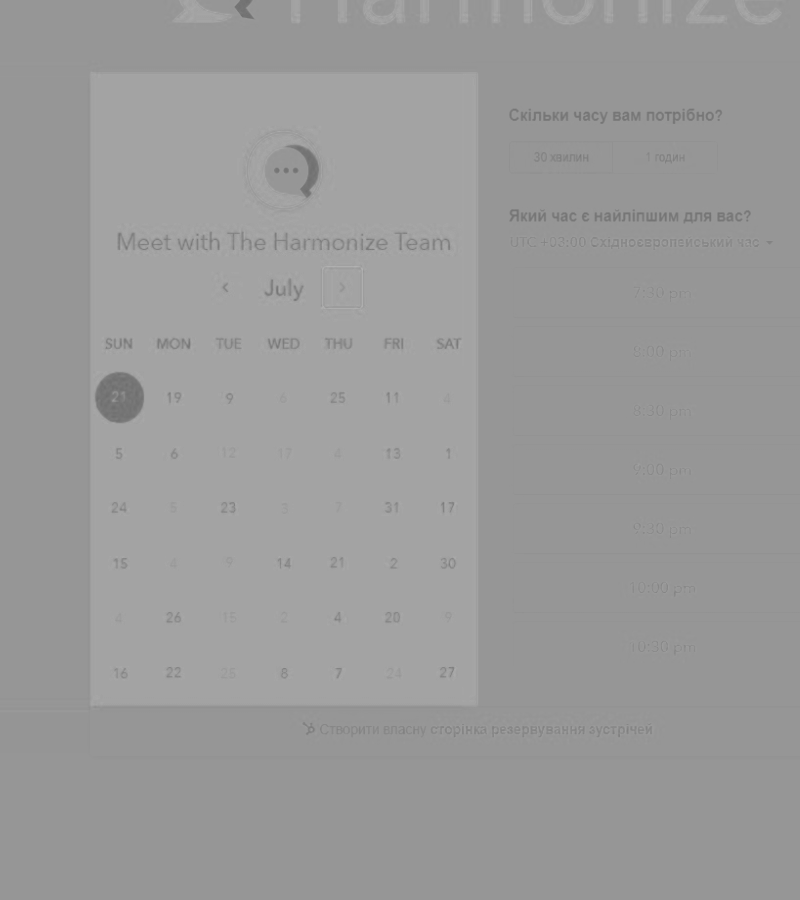 Harmonize
Meet with The Harmonize Team
July
SUN MON TUE WED THU FRI SAT
21 19 9 6 25 11 4
5 6 12 17 4 13 1
24 5 23 3 7 31 17
15 4 9 14 21 2 30
4 26 15 2 4 20 9
16 22 25 8 7 24 27
Скільки часу вам потрібно?
30 хвилин 1 годин
Який час є найліпшим для вас?
UTC +03:00 Східноєвропейський час
7:30 pm
8:00 pm
8:30 pm
9:00 pm
9:30 pm
10:00 pm
10:30 pm
Створити власну сторінка резервування зустрічей